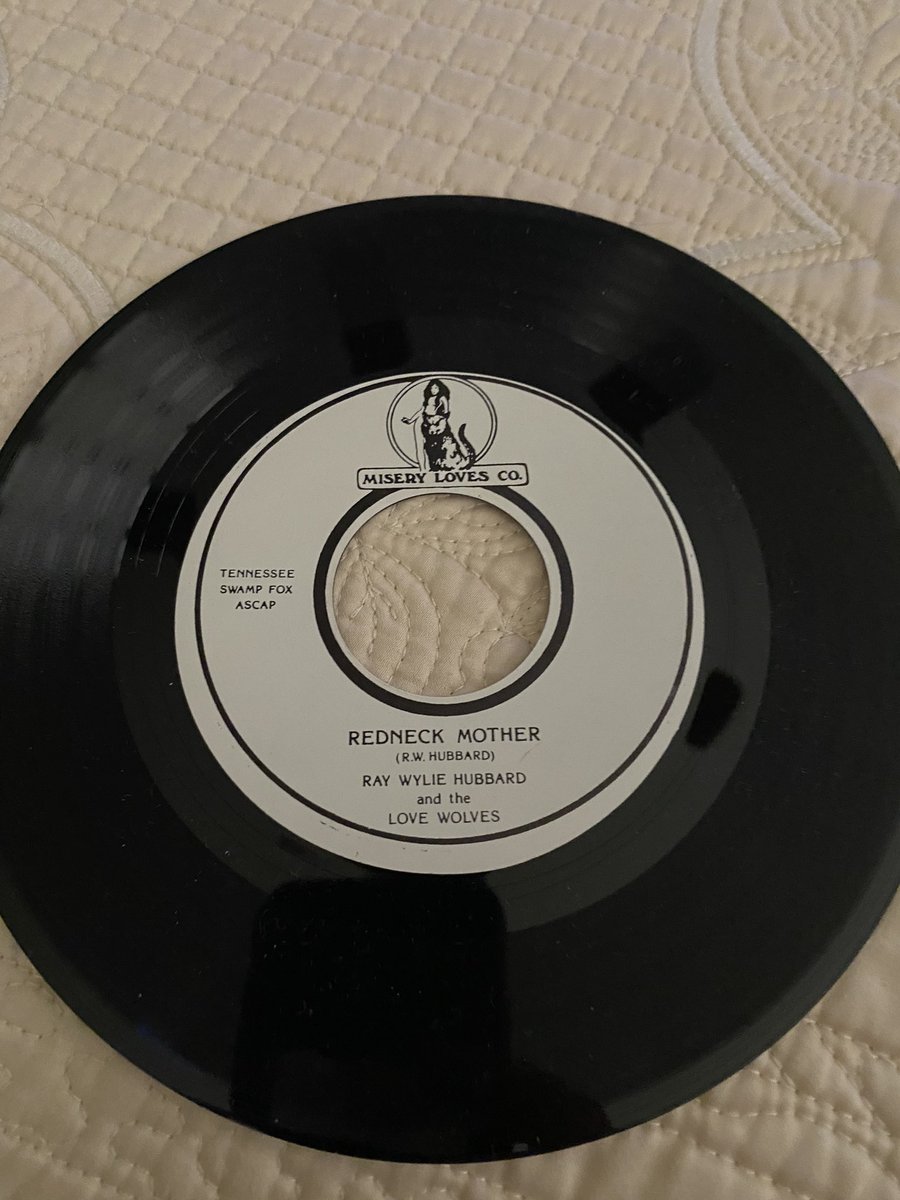 MISERY LOVES CO.
TENNESSEE
SWAMP FOX
ASCAP
REDNECK MOTHER
(R.W. HUBBARD)
RAY WYLIE HUBBARD
and the
LOVE WOLVES